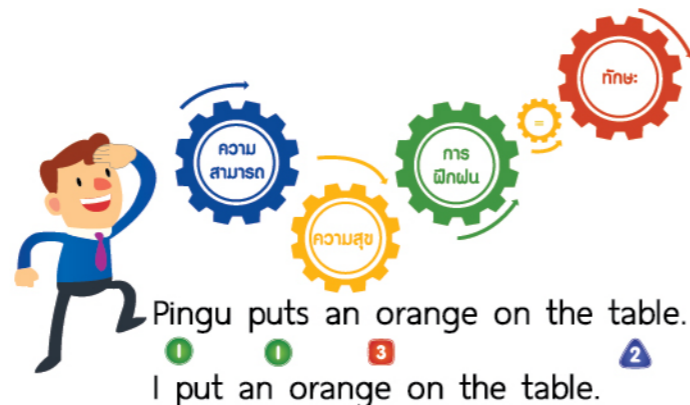 ความ
สามารถ
ความสุข
การ
ฝึกฝน
=
ทักษะ
Pingu puts an orange on the table.
1 1 3 2
I put an orange on the table.